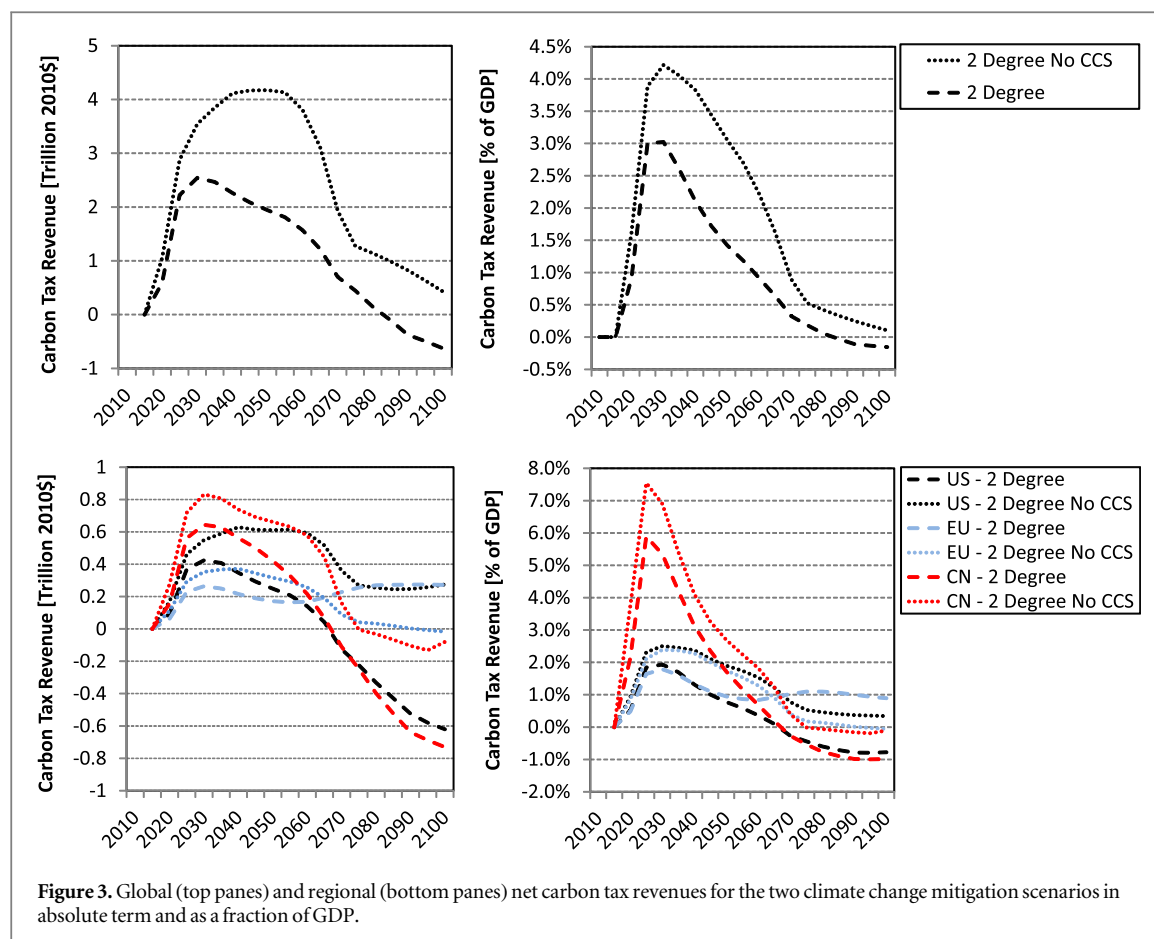 Carbon Tax Revenue [Trillion 2010$]
5
4
3
2
1
0
-1
2010 2020 2030 2040 2050 2060 2070 2080 2090 2100
Carbon Tax Revenue [% of GDP]
4.5%
4.0%
3.5%
3.0%
2.5%
2.0%
1.5%
1.0%
0.5%
0.0%
-0.5%
2010 2020 2030 2040 2050 2060 2070 2080 2090 2100
2 Degree No CCS
2 Degree
Carbon Tax Revenue [Trillion 2010$]
1
0.8
0.6
0.4
0.2
0
-0.2
-0.4
-0.6
-0.8
-1
2010 2020 2030 2040 2050 2060 2070 2080 2090 2100
Carbon Tax Revenue [% of GDP]
8.0%
7.0%
6.0%
5.0%
4.0%
3.0%
2.0%
1.0%
0.0%
-1.0%
-2.0%
2010 2020 2030 2040 2050 2060 2070 2080 2090 2100
US - 2 Degree
US - 2 Degree No CCS
EU - 2 Degree
EU - 2 Degree No CCS
CN - 2 Degree
CN - 2 Degree No CCS
Figure 3. Global (top panes) and regional (bottom panes) net carbon tax revenues for the two climate change mitigation scenarios in
absolute term and as a fraction of GDP.